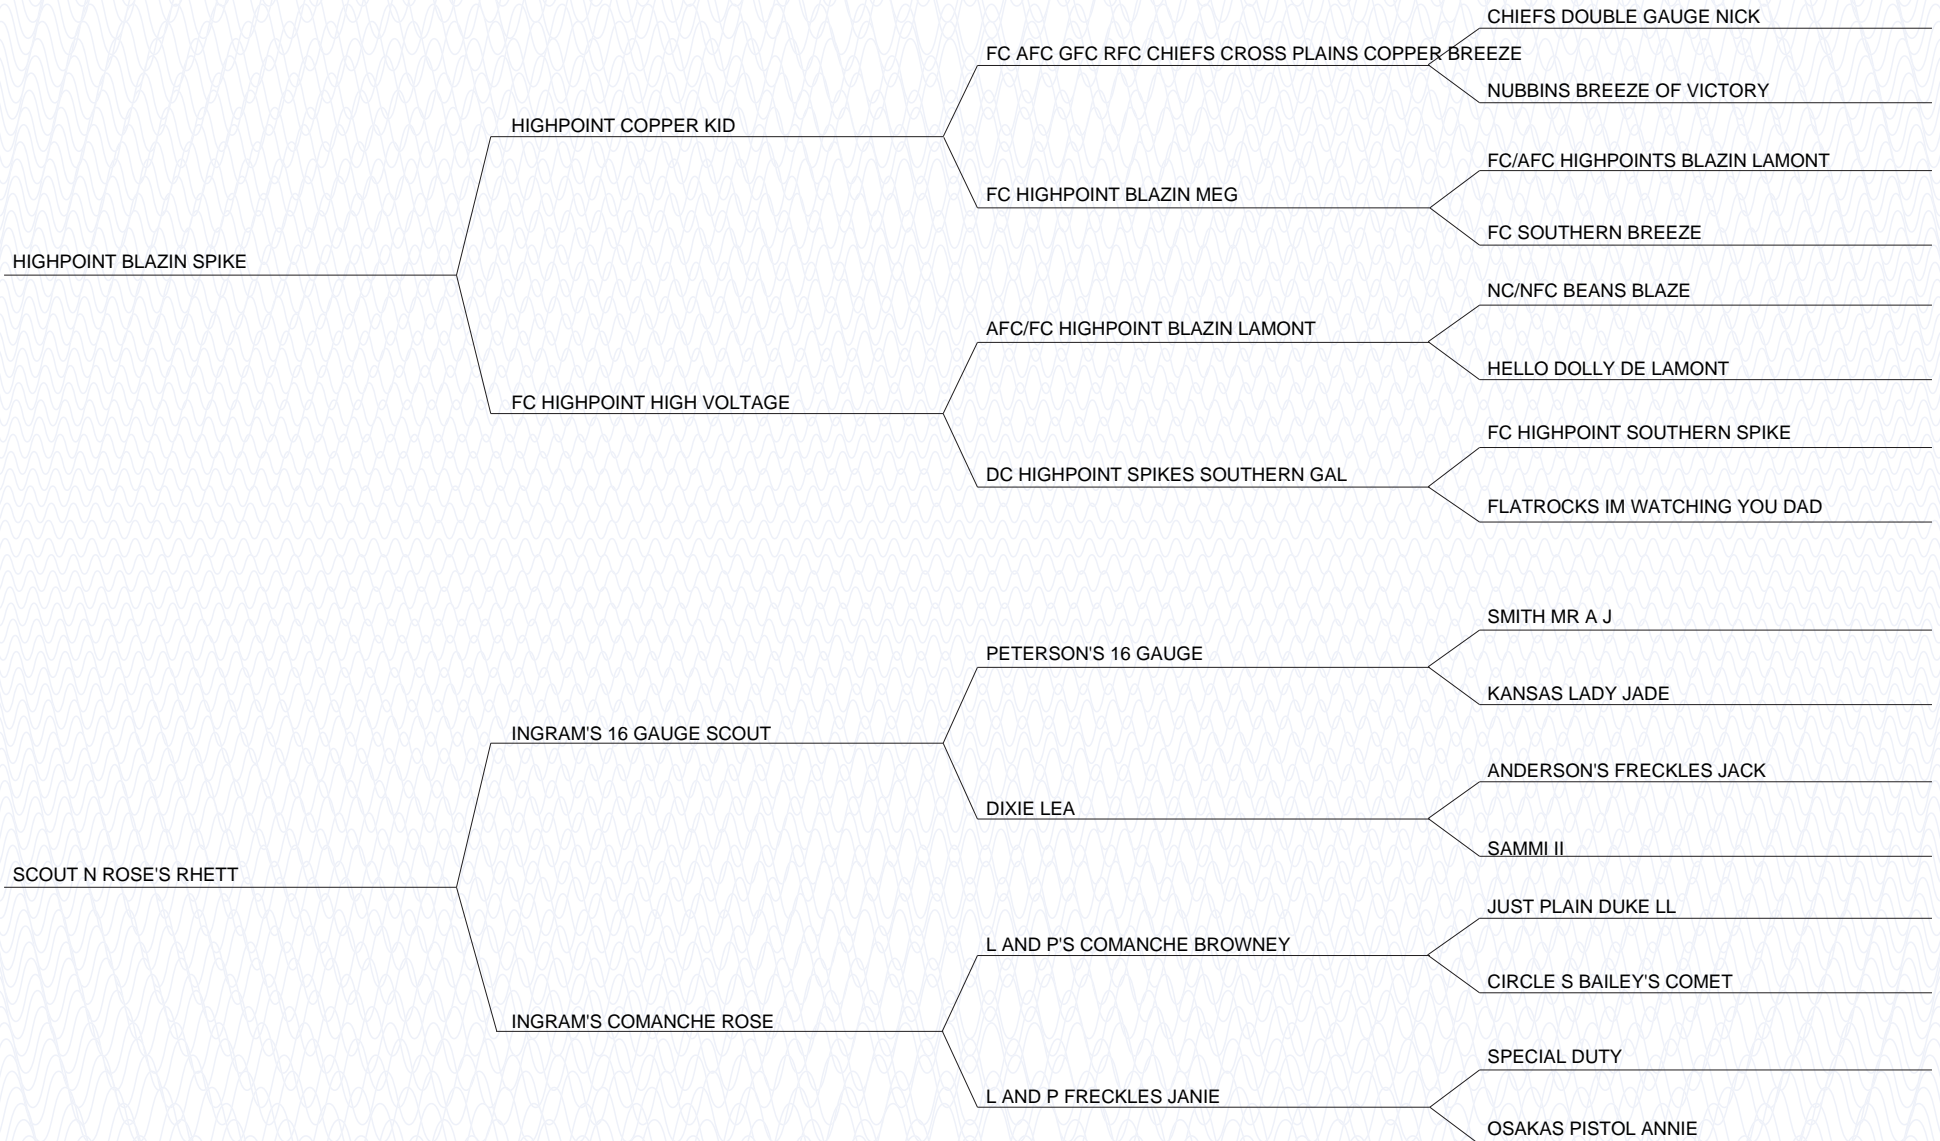 CHIEFS DOUBLE GAUGE NICK
FC AFC GFC RFC CHIEFS CROSS PLAINS COPPER BREEZE
NUBBINS BREEZE OF VICTORY
HIGHPOINT COPPER KID
FC/AFC HIGHPOINTS BLAZIN LAMONT
FC HIGHPOINT BLAZIN MEG
FC SOUTHERN BREEZE
HIGHPOINT BLAZIN SPIKE
NC/NFC BEANS BLAZE
AFC/FC HIGHPOINT BLAZIN LAMONT
HELLO DOLLY DE LAMONT
FC HIGHPOINT HIGH VOLTAGE
FC HIGHPOINT SOUTHERN SPIKE
DC HIGHPOINT SPIKES SOUTHERN GAL
FLATROCKS IM WATCHING YOU DAD
SMITH MR A J
PETERSON'S 16 GAUGE
KANSAS LADY JADE
INGRAM'S 16 GAUGE SCOUT
ANDERSON'S FRECKLES JACK
DIXIE LEA
SAMMI II
SCOUT N ROSE'S RHETT
JUST PLAIN DUKE LL
L AND P'S COMANCHE BROWNEY
CIRCLE S BAILEY'S COMET
INGRAM'S COMANCHE ROSE
SPECIAL DUTY
L AND P FRECKLES JANIE
OSAKAS PISTOL ANNIE